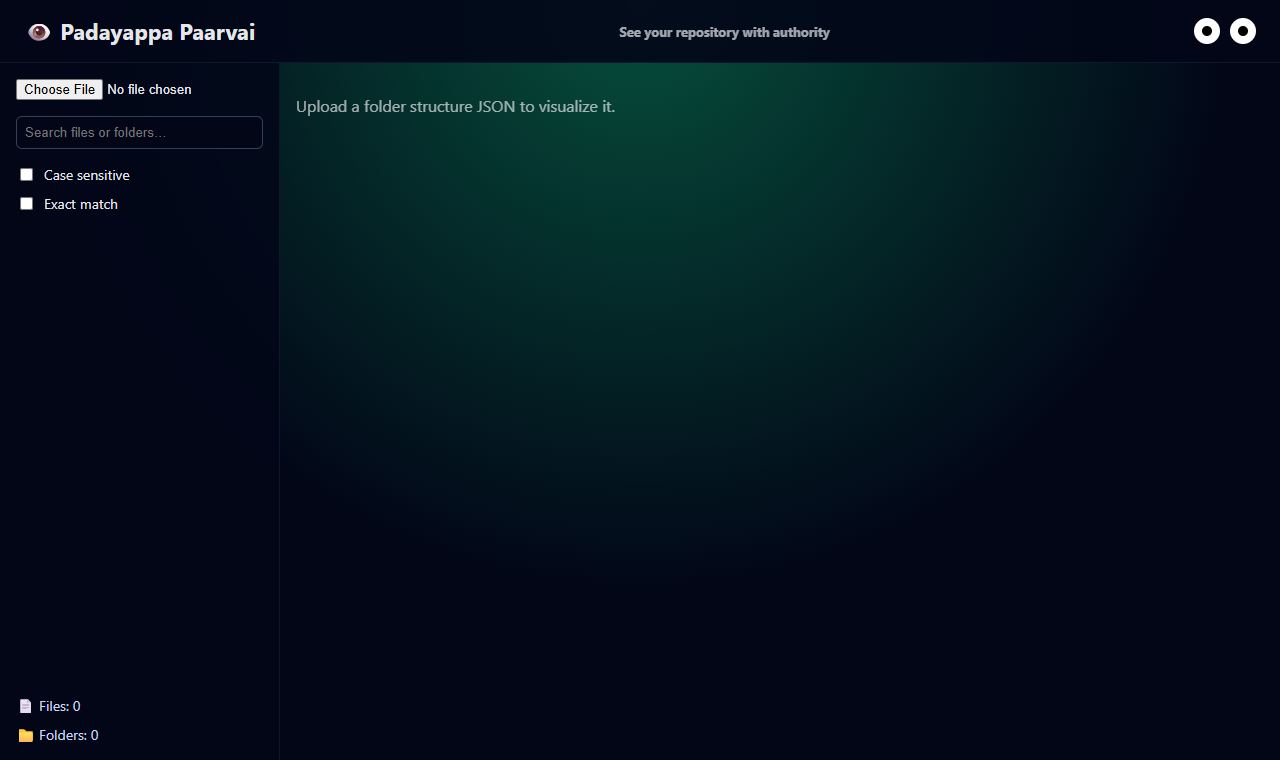 Padayappa Paarvai
See your repository with authority
Choose File No file chosen
Search files or folders...
Case sensitive
Exact match
Upload a folder structure JSON to visualize it.
Files: 0
Folders: 0